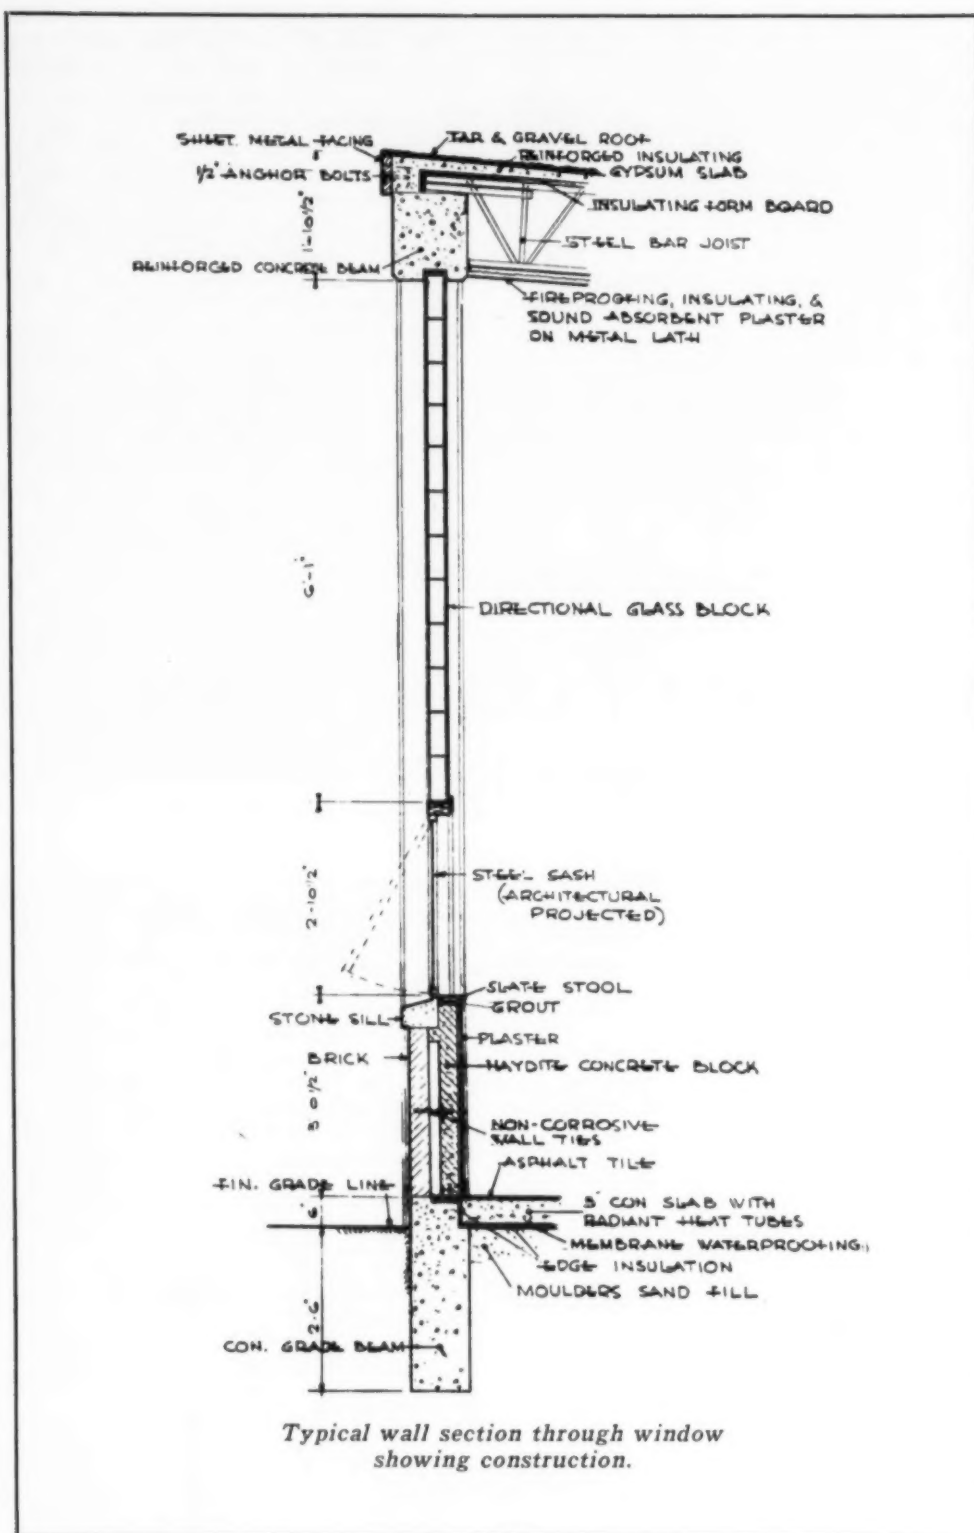 SHEET METAL FACING
TAR & GRAVEL ROOF
REINFORCED INSULATING
GYPSUM SLAB
1/2" ANCHOR BOLTS
INSULATING FORM BOARD
1'-10 1/2"
STEEL BAR JOIST
REINFORCED CONCRETE BEAM
FIREPROOFING, INSULATING, &
SOUND ABSORBENT PLASTER
ON METAL LATH
6'-1"
DIRECTIONAL GLASS BLOCK
2'-10 1/2"
STEEL SASH
(ARCHITECTURAL
PROJECTED)
SLATE STOOL
GROUT
STONE SILL
PLASTER
BRICK
HAYDITE CONCRETE BLOCK
3' 0 1/2"
NON-CORROSIVE
WALL TIES
ASPHALT TILE
FIN. GRADE LINE
6"
5" CON SLAB WITH
RADIANT HEAT TUBES
MEMBRANE WATERPROOFING
EDGE INSULATION
MOULDERS SAND FILL
2'-6"
CON. GRADE BEAM
Typical wall section through window
showing construction.